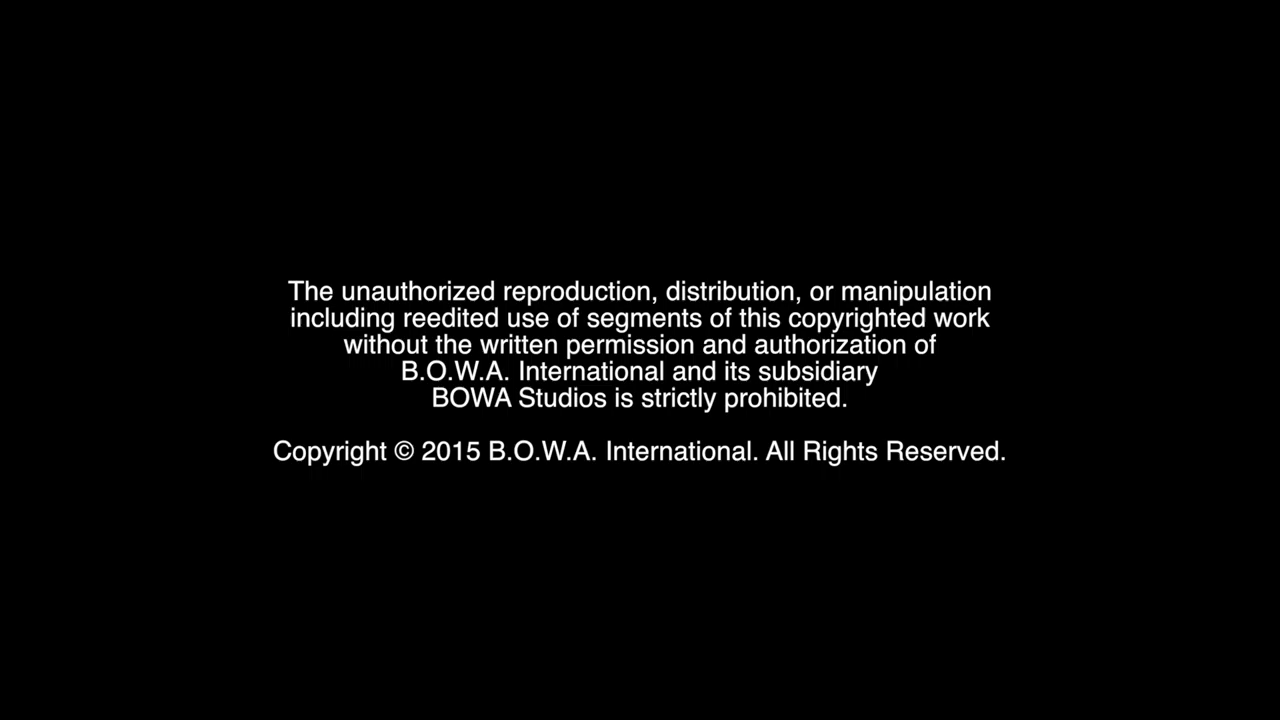 The unauthorized reproduction, distribution, or manipulation
including reedited use of segments of this copyrighted work
without the written permission and authorization of
B.O.W.A. International and its subsidiary
BOWA Studios is strictly prohibited.
Copyright © 2015 B.O.W.A. International. All Rights Reserved.